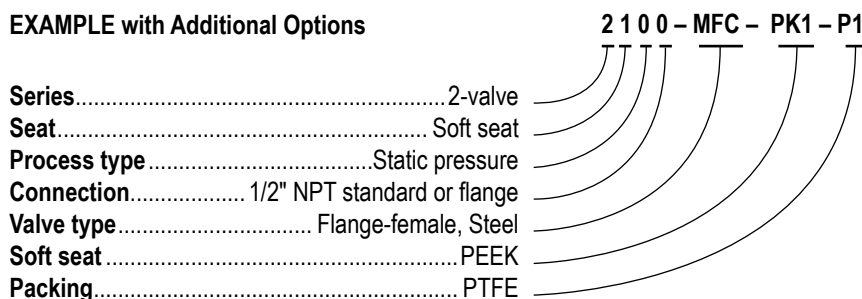 EXAMPLE with Additional Options 2 1 0 0 – MFC – PK1 – P1
Series..................................................................2-valve
Seat.................................................................. Soft seat
Process type.....................................Static pressure
Connection................... 1/2" NPT standard or flange
Valve type................................ Flange-female, Steel
Soft seat...........................................................PEEK
Packing............................................................ PTFE